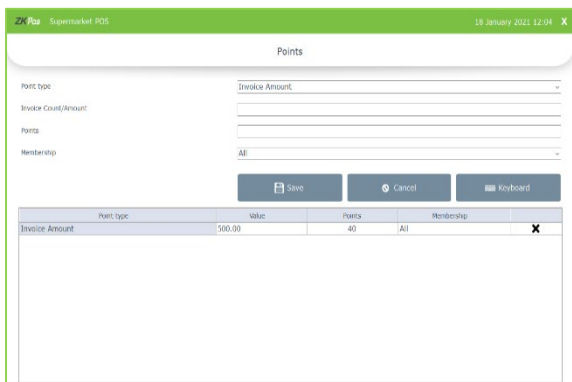 ZKPos Supermarket POS 18 January 2021 12:04 X
Points
Point type Invoice Amount
Invoice Count/Amount
Points
Membership All
Save Cancel Keyboard
Point type Value Points Membership
Invoice Amount 500.00 40 All X